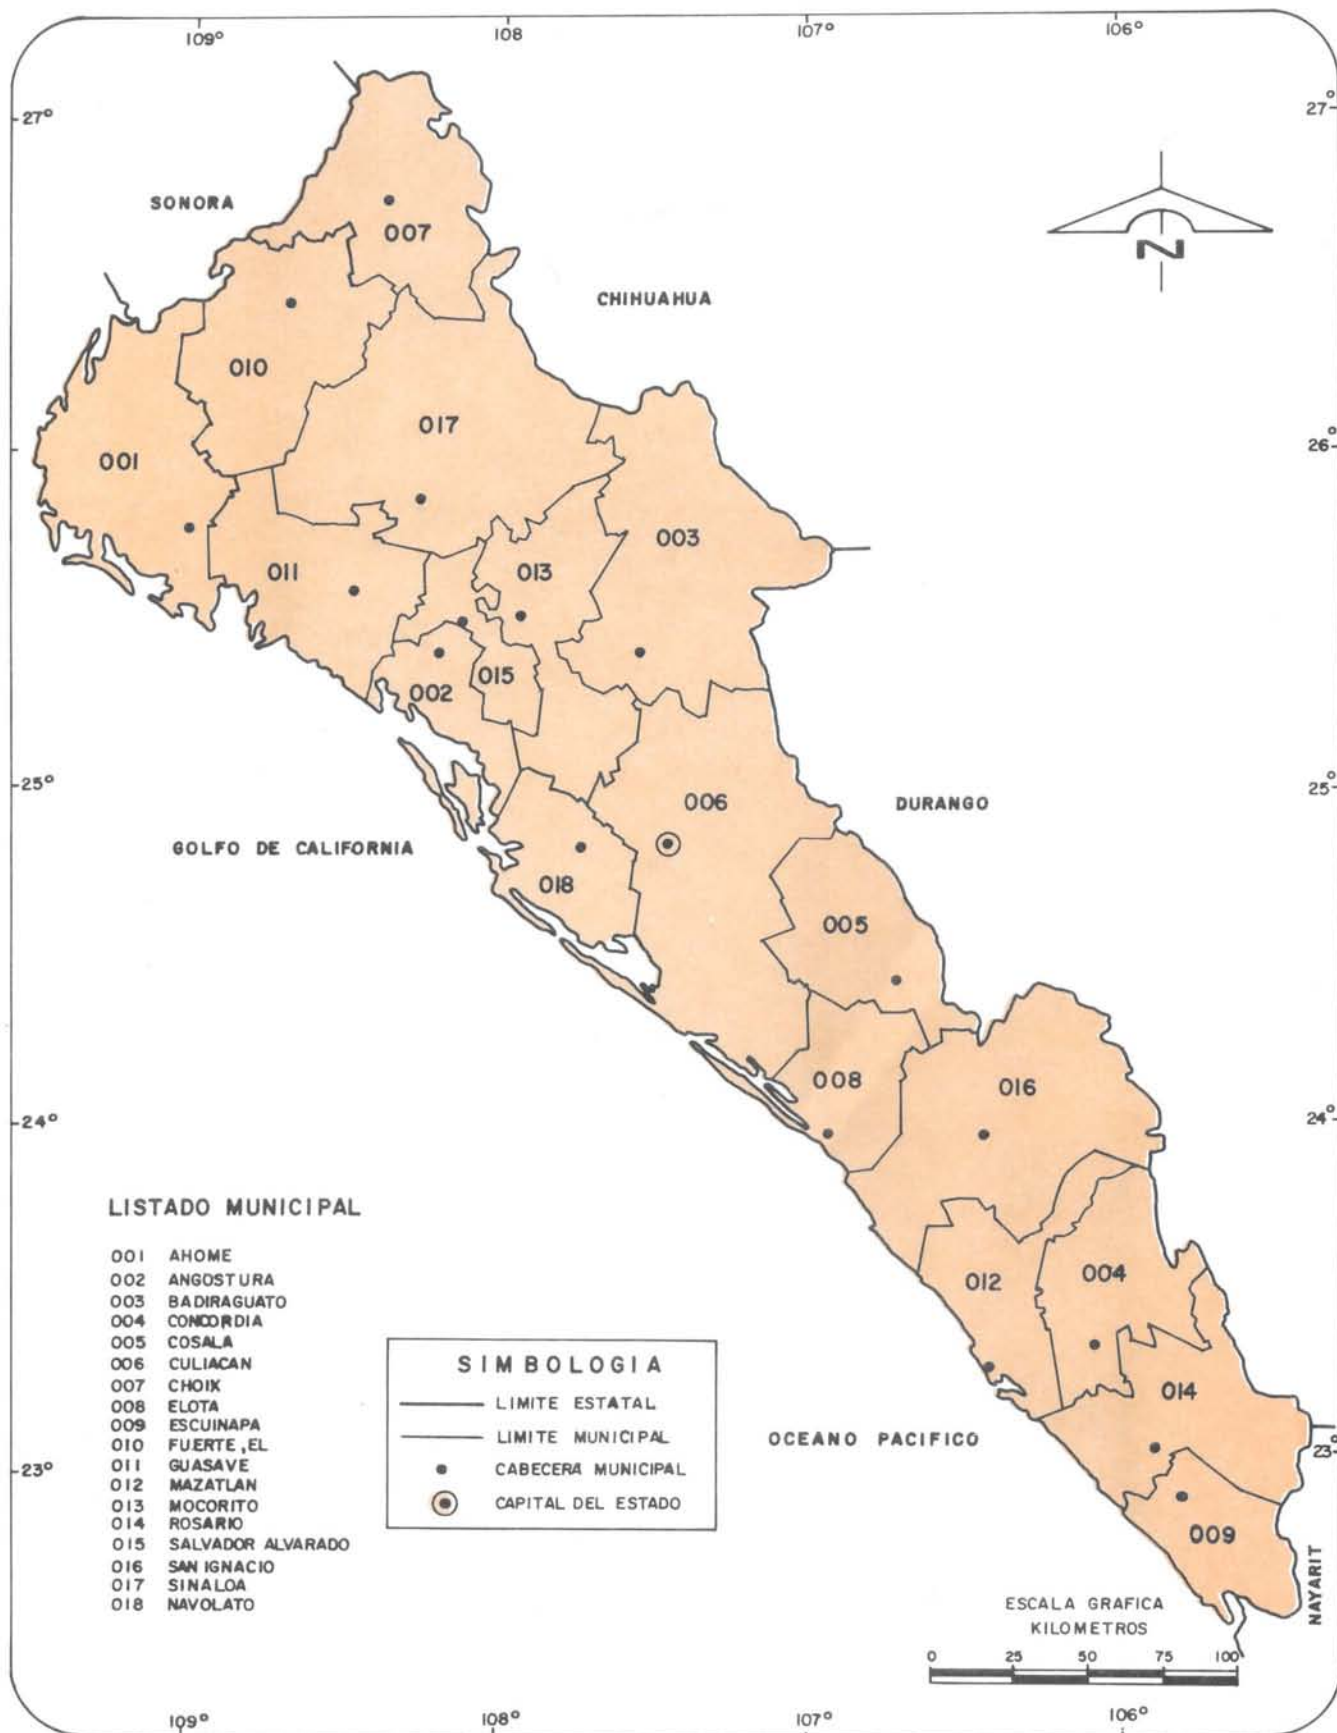 109°
108
107°
106°
27°
27°
SONORA
007
N
CHIHUAHUA
010
017
26°
001
003
011
013
015
002
25°
25°
006
DURANGO
GOLFO DE CALIFORNIA
018
005
008
016
24°
24°
LISTADO MUNICIPAL
001 AHOME
002 ANGOSTURA
003 BADIRAGUATO
004 CONCORDIA
005 COSALA
006 CULIACAN
007 CHOIX
008 ELOTA
009 ESCUINAPA
010 FUERTE, EL
011 GUASAVE
012 MAZATLAN
013 MOCORITO
014 ROSARIO
015 SALVADOR ALVARADO
016 SAN IGNACIO
017 SINALOA
018 NAVOLATO
012
004
SIMBOLOGIA
LIMITE ESTATAL
LIMITE MUNICIPAL
CABECERA MUNICIPAL
CAPITAL DEL ESTADO
014
OCEANO PACIFICO
23°
23°
009
NAYARIT
ESCALA GRAFICA
KILOMETROS
0 25 50 75 100
109°
108°
107°
106°